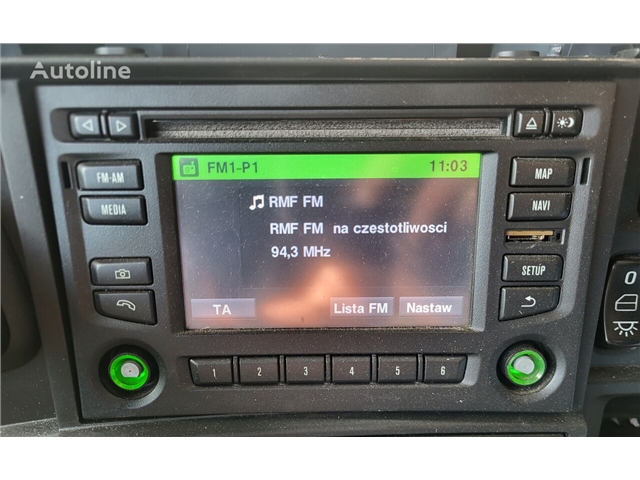 Autoline
FM1-P1 11:03
FM-AM
MAP
RMF FM
MEDIA
NAVI
RMF FM na czestotliwosci
94,3 MHz
SETUP
TA
Lista FM
Nastaw
0
1 2 3 4 5 6